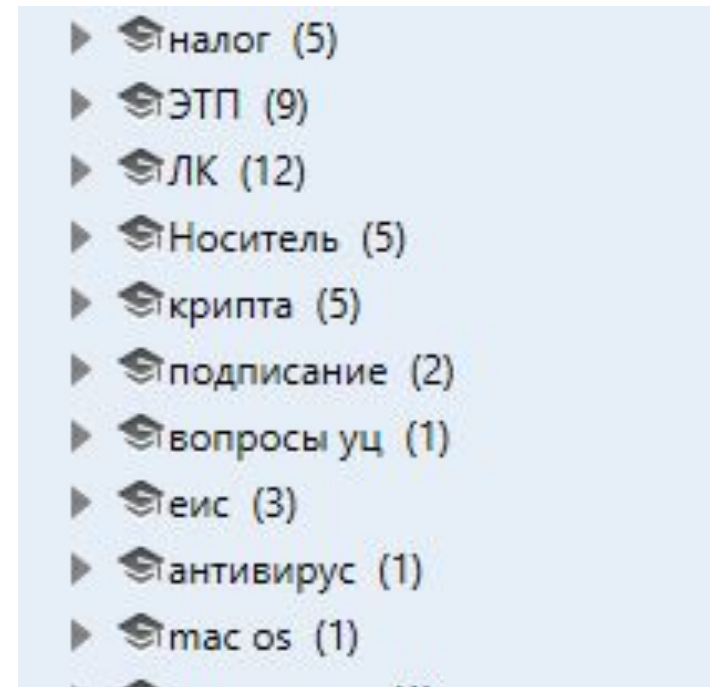 налог (5)
ЭТП (9)
ЛК (12)
Носитель (5)
крипта (5)
подписание (2)
вопросы уц (1)
еис (3)
антивирус (1)
mac os (1)